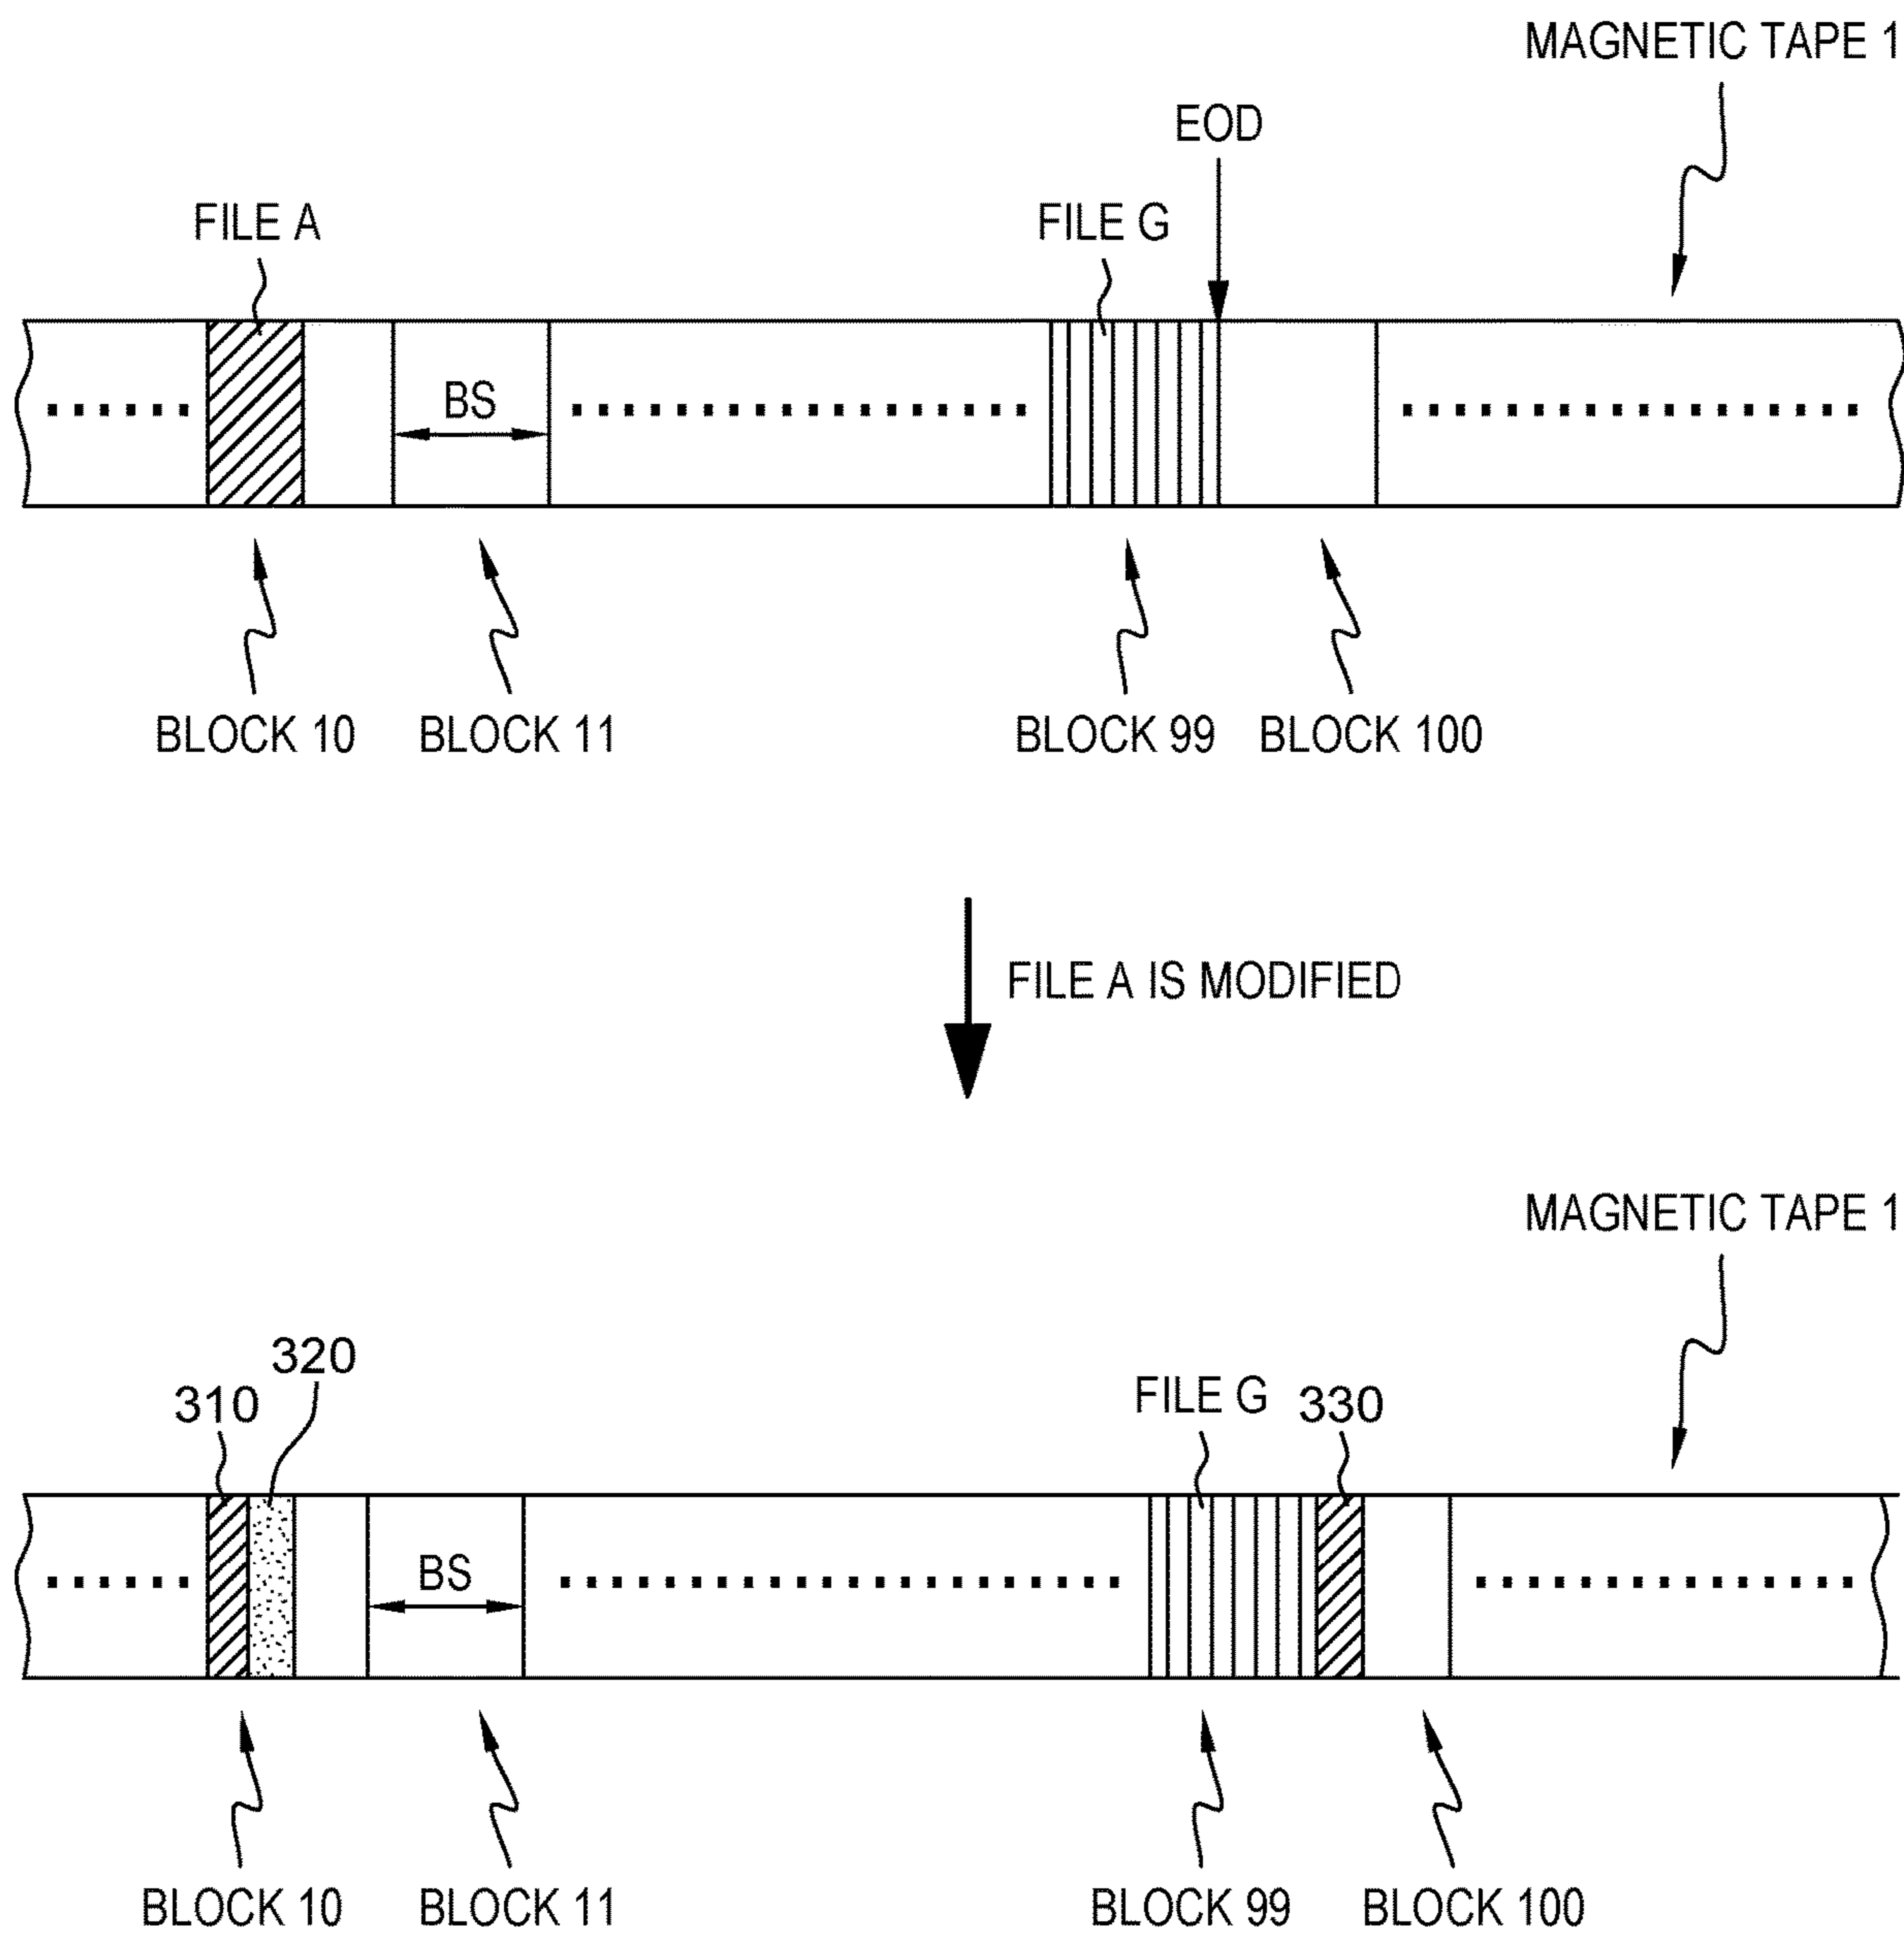 MAGNETIC TAPE 1
EOD
FILE A
FILE G
BS
BLOCK 10
BLOCK 11
BLOCK 99
BLOCK 100
FILE A IS MODIFIED
MAGNETIC TAPE 1
320
310
FILE G
330
BS
BLOCK 10
BLOCK 11
BLOCK 99
BLOCK 100